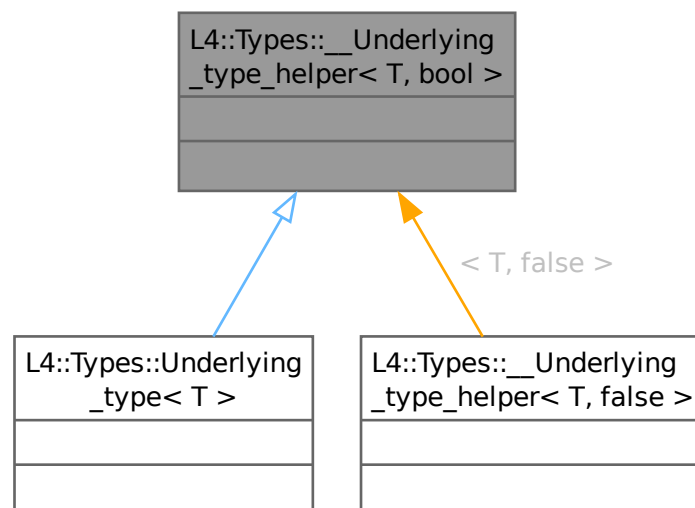 L4::Types::__Underlying
_type_helper< T, bool >
< T, false >
L4::Types::Underlying
_type< T >
L4::Types::__Underlying
_type_helper< T, false >